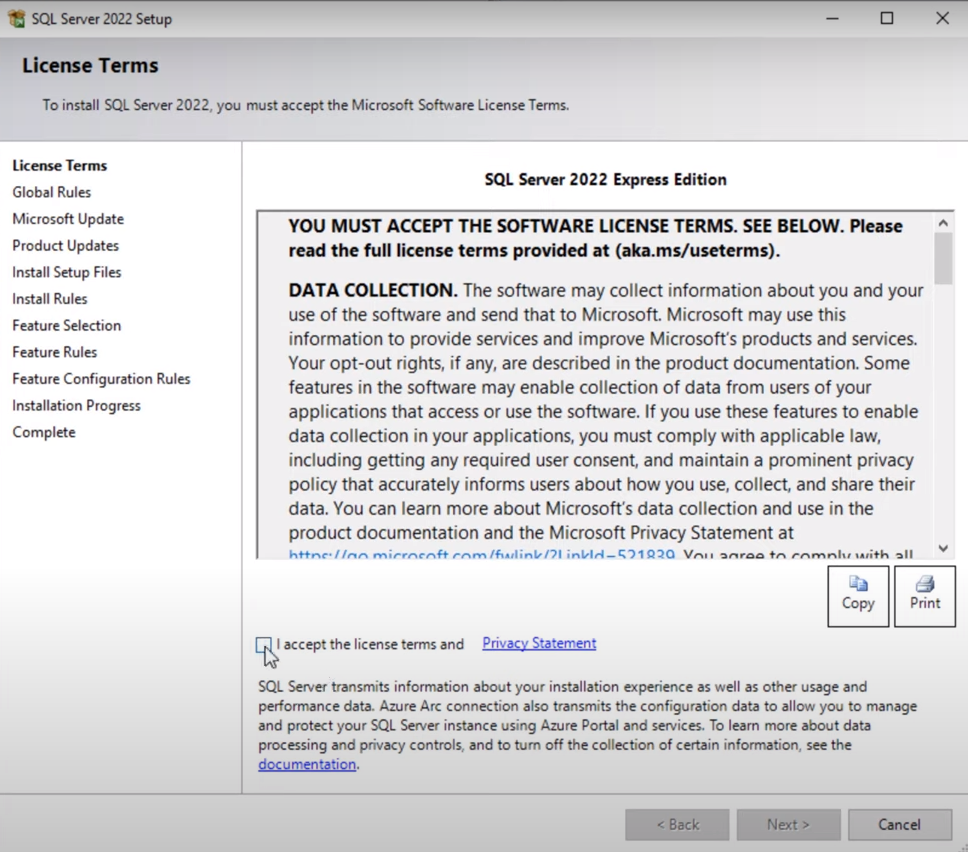 SQL Server 2022 Setup
License Terms
To install SQL Server 2022, you must accept the Microsoft Software License Terms.
License Terms
Global Rules
Microsoft Update
Product Updates
Install Setup Files
Install Rules
Feature Selection
Feature Rules
Feature Configuration Rules
Installation Progress
Complete
SQL Server 2022 Express Edition
YOU MUST ACCEPT THE SOFTWARE LICENSE TERMS. SEE BELOW. Please
read the full license terms provided at (aka.ms/useterms).
DATA COLLECTION. The software may collect information about you and your
use of the software and send that to Microsoft. Microsoft may use this
information to provide services and improve Microsoft's products and services.
Your opt-out rights, if any, are described in the product documentation. Some
features in the software may enable collection of data from users of your
applications that access or use the software. If you use these features to enable
data collection in your applications, you must comply with applicable law,
including getting any required user consent, and maintain a prominent privacy
policy that accurately informs users about how you use, collect, and share their
data. You can learn more about Microsoft's data collection and use in the
product documentation and the Microsoft Privacy Statement at
https://go.microsoft.com/fwlink/?LinkId=521839. You agree to comply with all
Copy
Print
I accept the license terms and Privacy Statement
SQL Server transmits information about your installation experience as well as other usage and
performance data. Azure Arc connection also transmits the configuration data to allow you to manage
and protect your SQL Server instance using Azure Portal and services. To learn more about data
processing and privacy controls, and to turn off the collection of certain information, see the
documentation.
< Back
Next >
Cancel